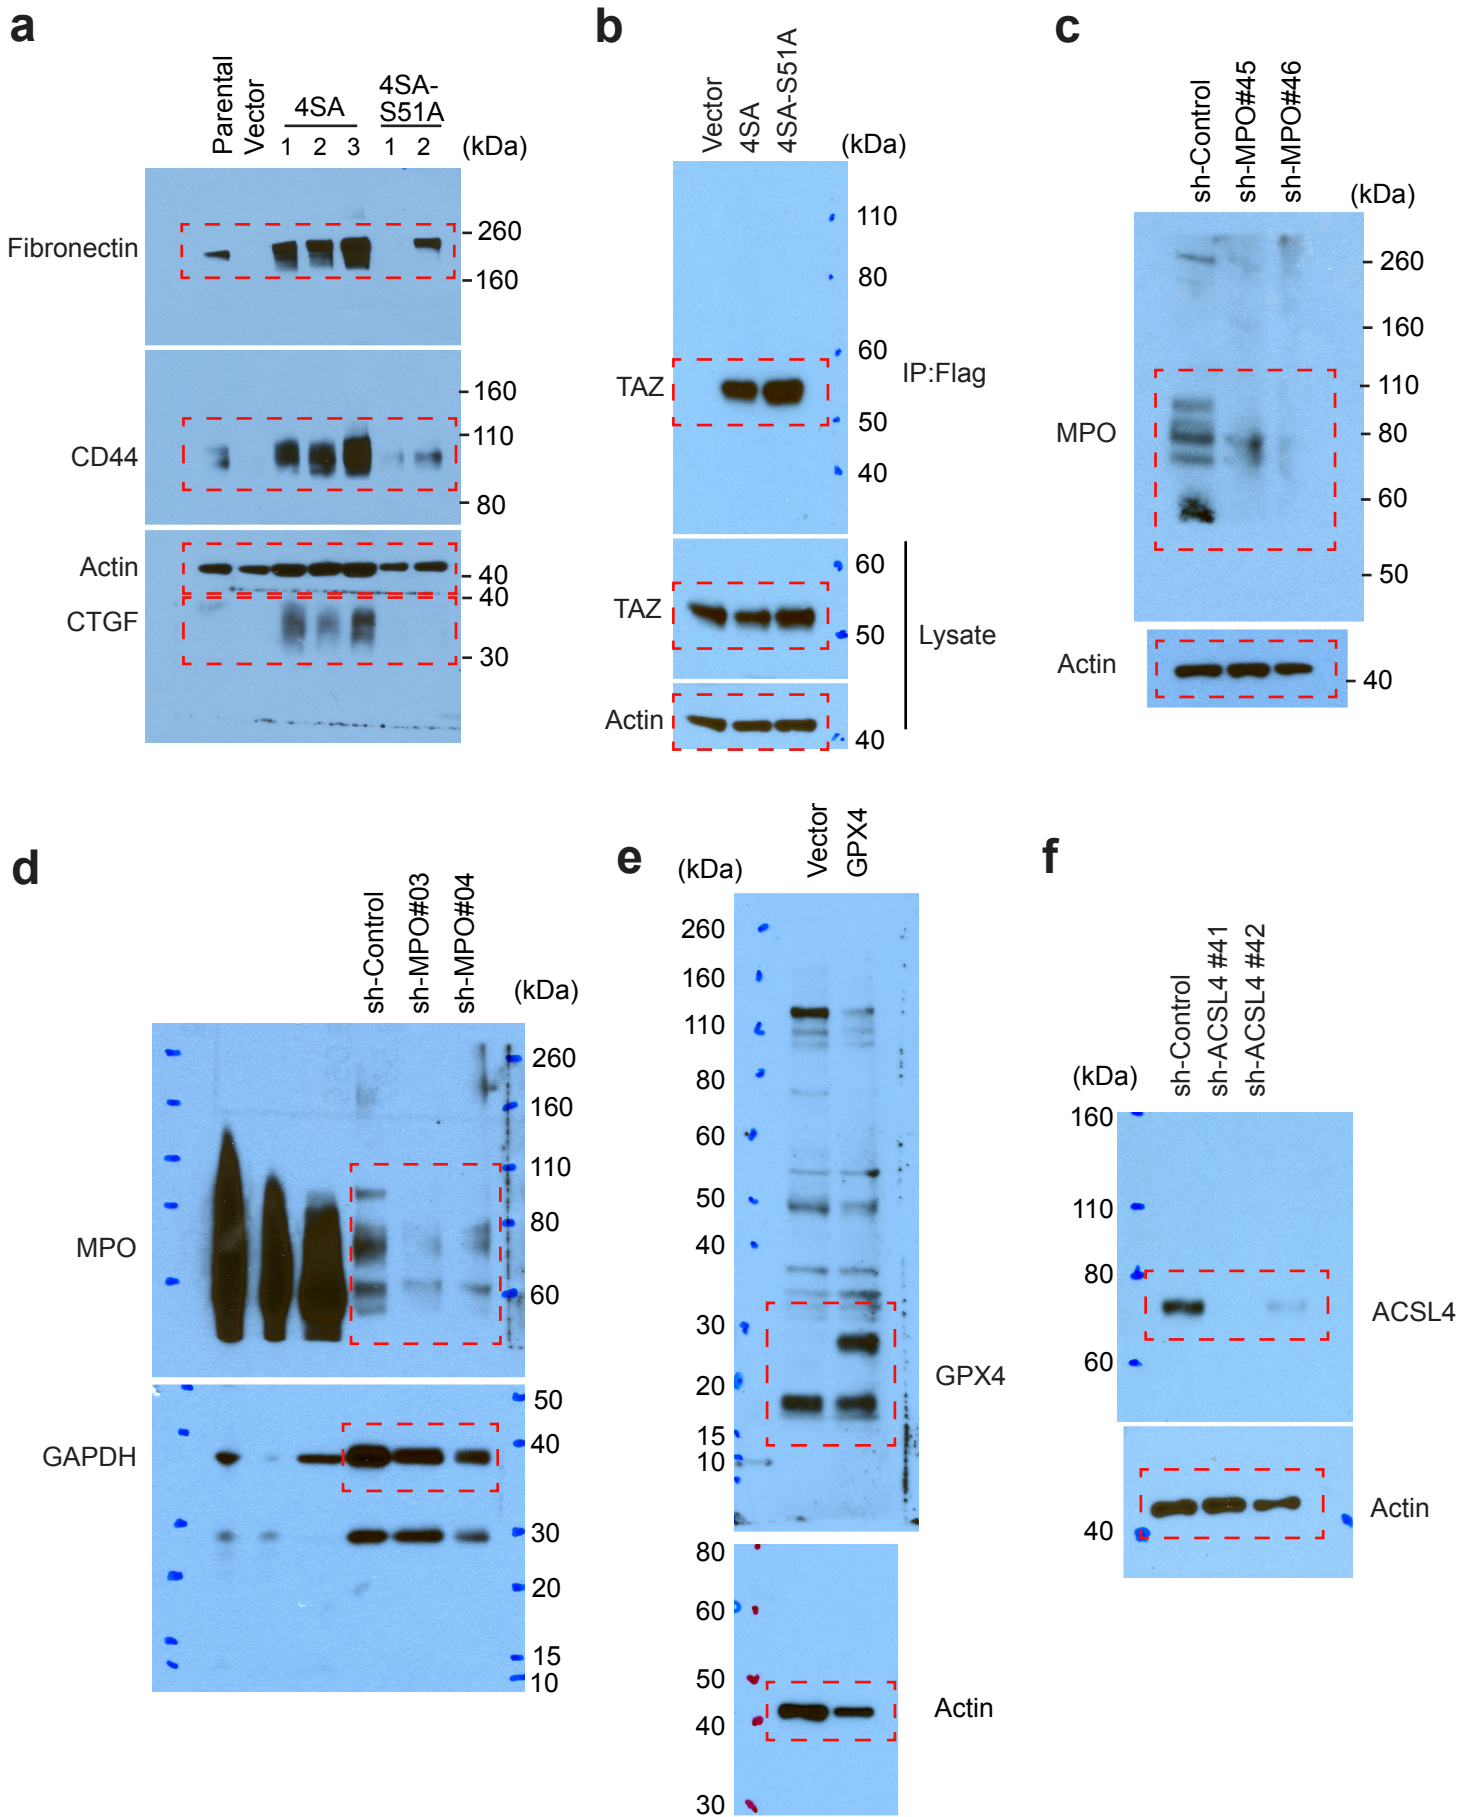 a
Parental
Vector
4SA
4SA-
S51A
1 2 3 1 2 (kDa)
Fibronectin
260
160
160
CD44
110
80
Actin
40
40
CTGF
30
b
Vector
4SA
4SA-S51A
(kDa)
110
80
60
TAZ
IP:Flag
50
40
60
TAZ
50
Lysate
Actin
40
c
sh-Control
sh-MPO#45
sh-MPO#46
(kDa)
260
160
110
MPO
80
60
50
Actin
40
d
sh-Control
sh-MPO#03
sh-MPO#04
(kDa)
260
160
110
80
MPO
60
50
40
GAPDH
30
20
15
10
e
(kDa)
Vector
GPX4
260
160
110
80
60
50
40
30
20
GPX4
15
10
80
60
50
Actin
40
30
f
sh-Control
sh-ACSL4 #41
sh-ACSL4 #42
(kDa)
160
110
80
ACSL4
60
Actin
40